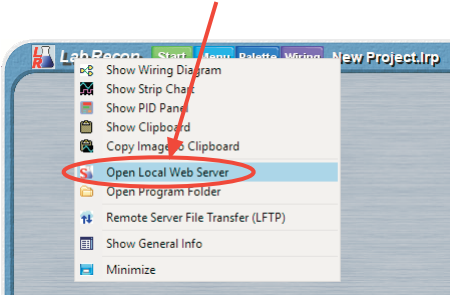 LR LabRecon Start Menu Palette Wiring New Project.lrp
Show Wiring Diagram
Show Strip Chart
Show PID Panel
Show Clipboard
Copy Image to Clipboard
Open Local Web Server
Open Program Folder
Remote Server File Transfer (LFTP)
Show General Info
Minimize